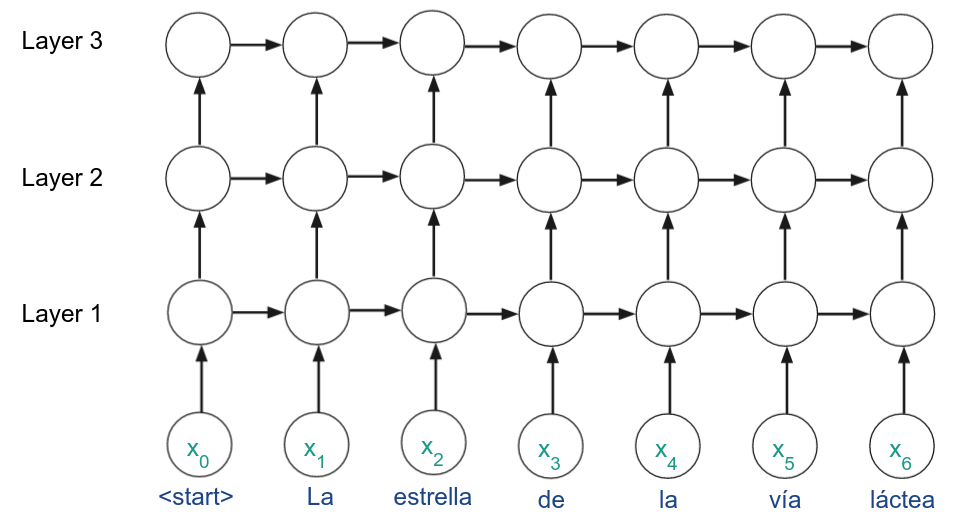 Layer 3
Layer 2
Layer 1
x0 x1 x2 x3 x4 x5 x6
<start> La estrella de la vía láctea